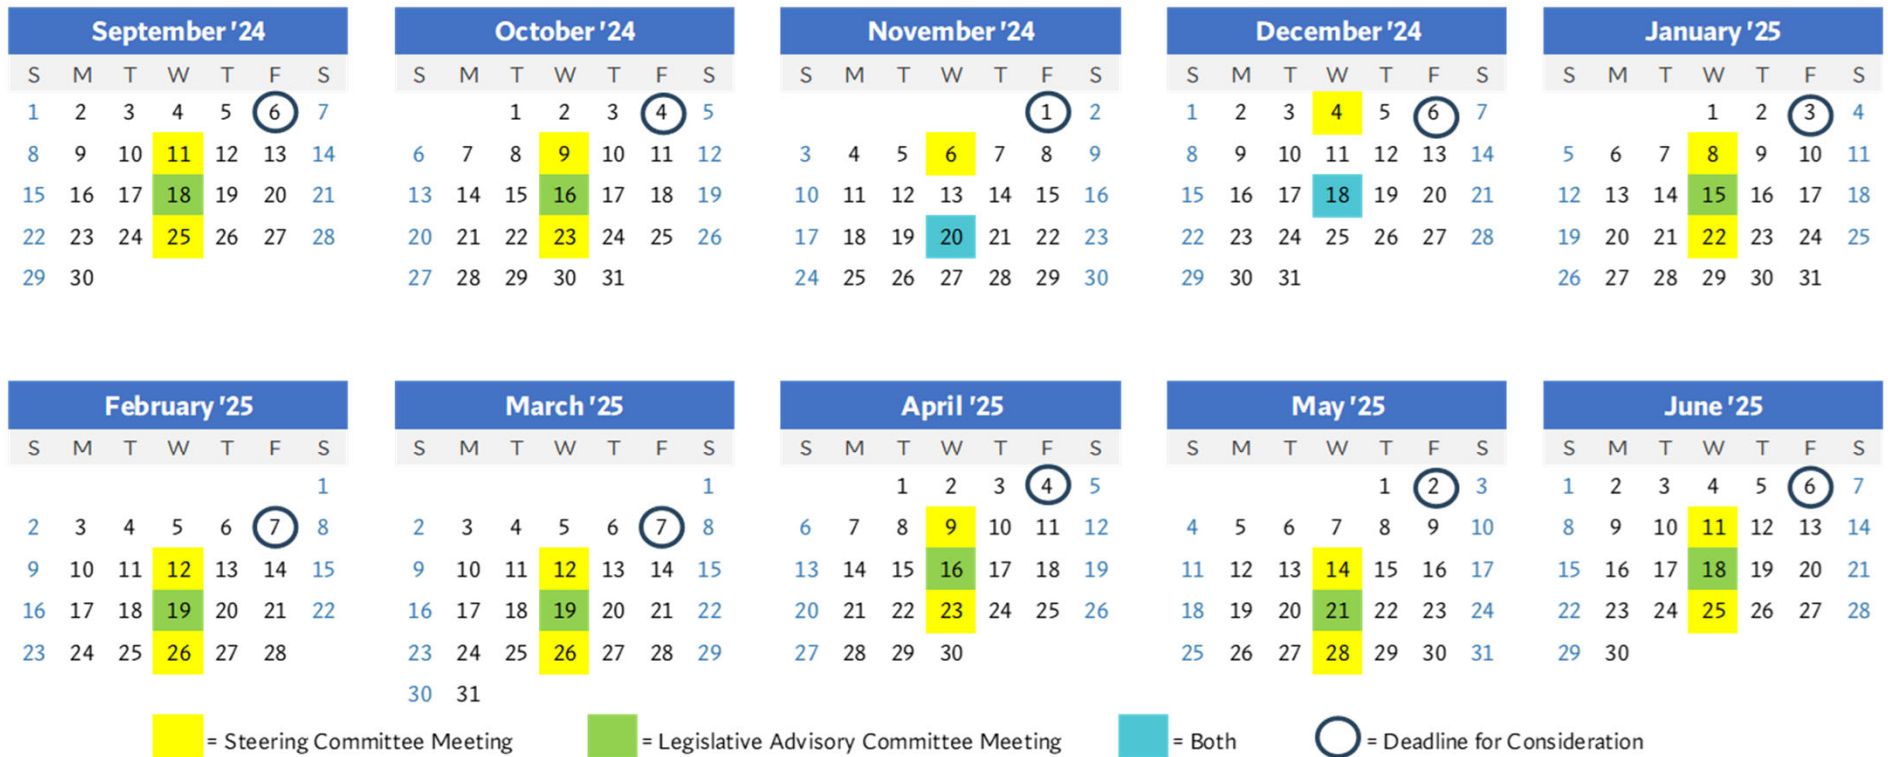 September '24 October '24 November '24 December '24 January '25
S M T W T F S S M T W T F S S M T W T F S S M T W T F S S M T W T F S
1 2 3 4 5 6 7 1 2 3 4 5 1 2 1 2 3 4 5 6 7 1 2 3 4
8 9 10 11 12 13 14 6 7 8 9 10 11 12 3 4 5 6 7 8 9 8 9 10 11 12 13 14 5 6 7 8 9 10 11
15 16 17 18 19 20 21 13 14 15 16 17 18 19 10 11 12 13 14 15 16 15 16 17 18 19 20 21 12 13 14 15 16 17 18
22 23 24 25 26 27 28 20 21 22 23 24 25 26 17 18 19 20 21 22 23 22 23 24 25 26 27 28 19 20 21 22 23 24 25
29 30 27 28 29 30 31 24 25 26 27 28 29 30 29 30 31 26 27 28 29 30 31
February '25 March '25 April '25 May '25 June '25
S M T W T F S S M T W T F S S M T W T F S S M T W T F S S M T W T F S
1 1 1 2 3 4 5 1 2 3 1 2 3 4 5 6 7
2 3 4 5 6 7 8 2 3 4 5 6 7 8 6 7 8 9 10 11 12 4 5 6 7 8 9 10 8 9 10 11 12 13 14
9 10 11 12 13 14 15 9 10 11 12 13 14 15 13 14 15 16 17 18 19 11 12 13 14 15 16 17 15 16 17 18 19 20 21
16 17 18 19 20 21 22 16 17 18 19 20 21 22 20 21 22 23 24 25 26 18 19 20 21 22 23 24 22 23 24 25 26 27 28
23 24 25 26 27 28 23 24 25 26 27 28 29 27 28 29 30 25 26 27 28 29 30 31 29 30
30 31
= Steering Committee Meeting = Legislative Advisory Committee Meeting = Both = Deadline for Consideration